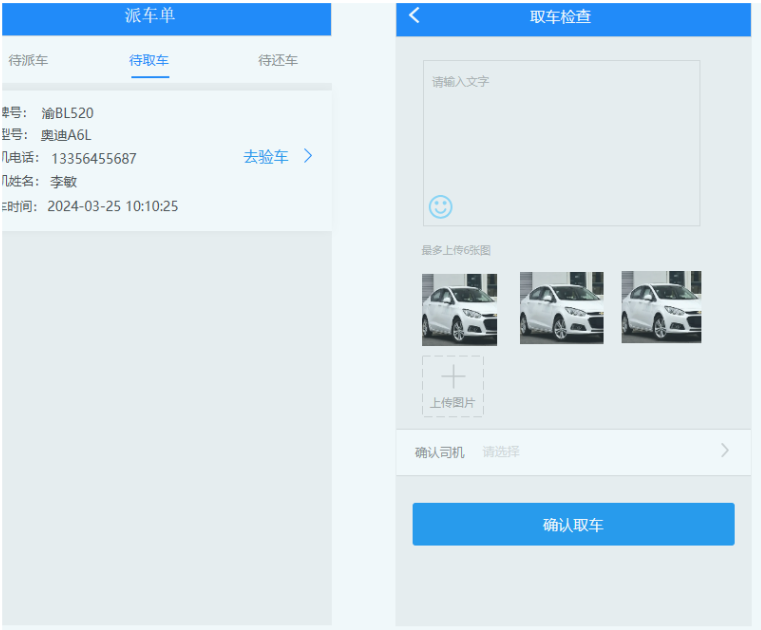 派车单
待派车 待取车 待还车
牌号： 渝BL520
型号： 奥迪A6L
机电话： 13356455687
去验车
机姓名： 李敏
车时间： 2024-03-25 10:10:25
取车检查
请输入文字
最多上传6张图
上传图片
确认司机 请选择
确认取车